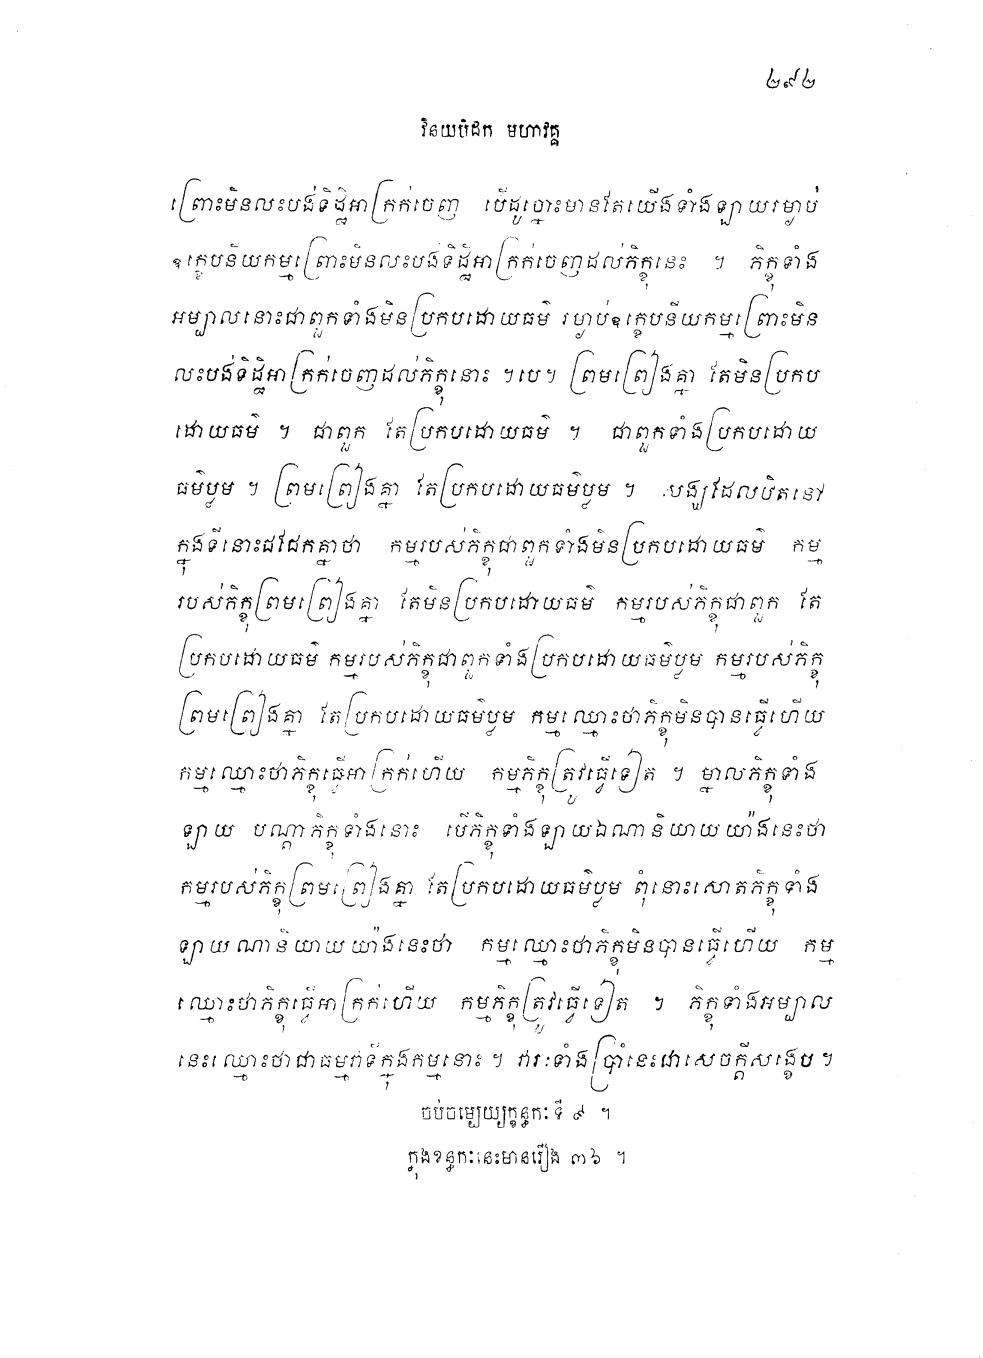 ២៩២
វិនយបិដក មហាវគ្គ
ព្រោះមិនលះបង់ទិដ្ឋិអាក្រក់ចេញ បើដូច្នោះមានតែយើងទាំងឡាយរម្ងាប់
ឧក្ខេបនីយកម្មព្រោះមិនលះបង់ទិដ្ឋិអាក្រក់ចេញដល់ភិក្ខុនេះ ។ ភិក្ខុទាំង
អម្បាលនោះជាពួកទាំងមិនប្រកបដោយធម៌ រម្ងាប់ឧក្ខេបនីយកម្មព្រោះមិន
លះបង់ទិដ្ឋិអាក្រក់ចេញដល់ភិក្ខុនោះ ។បេ។ ព្រមព្រៀងគ្នា តែមិនប្រកប
ដោយធម៌ ។ ជាពួក តែប្រកបដោយធម៌ ។ ជាពួកទាំងប្រកបដោយ
ធម៌ប្លម ។ ព្រមព្រៀងគ្នា តែប្រកបដោយធម៌ប្លម ។ សង្ឃដែលឋិតនៅ
ក្នុងទីនោះជជែកគ្នាថា កម្មរបស់ភិក្ខុជាពួកទាំងមិនប្រកបដោយធម៌ កម្ម
របស់ភិក្ខុព្រមព្រៀងគ្នា តែមិនប្រកបដោយធម៌ កម្មរបស់ភិក្ខុជាពួក តែ
ប្រកបដោយធម៌ កម្មរបស់ភិក្ខុជាពួកទាំងប្រកបដោយធម៌ប្លម កម្មរបស់ភិក្ខុ
ព្រមព្រៀងគ្នា តែប្រកបដោយធម៌ប្លម កម្មឈ្មោះថាភិក្ខុមិនបានធ្វើហើយ
កម្មឈ្មោះថាភិក្ខុធ្វើអាក្រក់ហើយ កម្មភិក្ខុត្រូវធ្វើទៀត ។ ម្នាលភិក្ខុទាំង
ឡាយ បណ្តាភិក្ខុទាំងនោះ បើភិក្ខុទាំងឡាយឯណានិយាយយ៉ាងនេះថា
កម្មរបស់ភិក្ខុព្រមព្រៀងគ្នា តែប្រកបដោយធម៌ប្លម ពុំនោះសោតភិក្ខុទាំង
ឡាយណានិយាយយ៉ាងនេះថា កម្មឈ្មោះថាភិក្ខុមិនបានធ្វើហើយ កម្ម
ឈ្មោះថាភិក្ខុធ្វើអាក្រក់ហើយ កម្មភិក្ខុត្រូវធ្វើទៀត ។ ភិក្ខុទាំងអម្បាល
នេះឈ្មោះថាជាធម្មវាទីក្នុងកម្មនោះ ។ វារៈទាំងប្រាំនេះជាសេចក្តីសង្ខេប ។
ចប់ចម្បេយ្យក្ខន្ធកៈ ទី ៩ ។
ក្នុងខន្ធកៈនេះមានរឿង ៣៦ ។